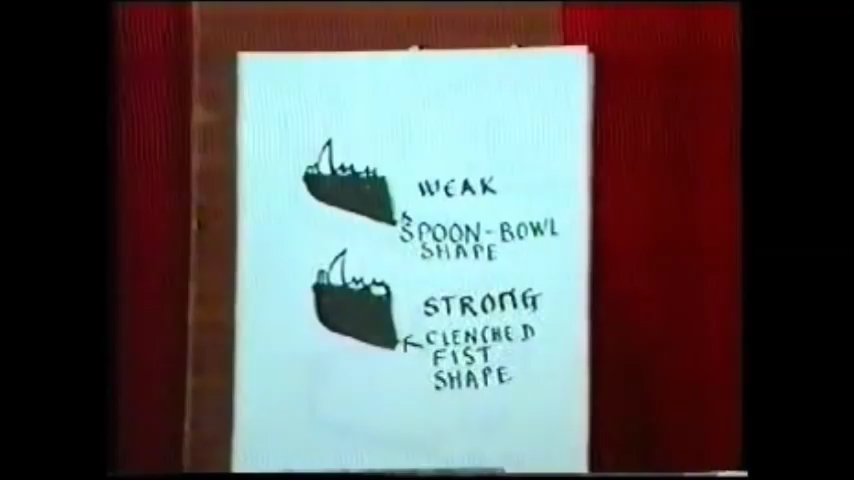 WEAK
SPOON-BOWL
SHAPE
STRONG
CLENCHED
FIST
SHAPE